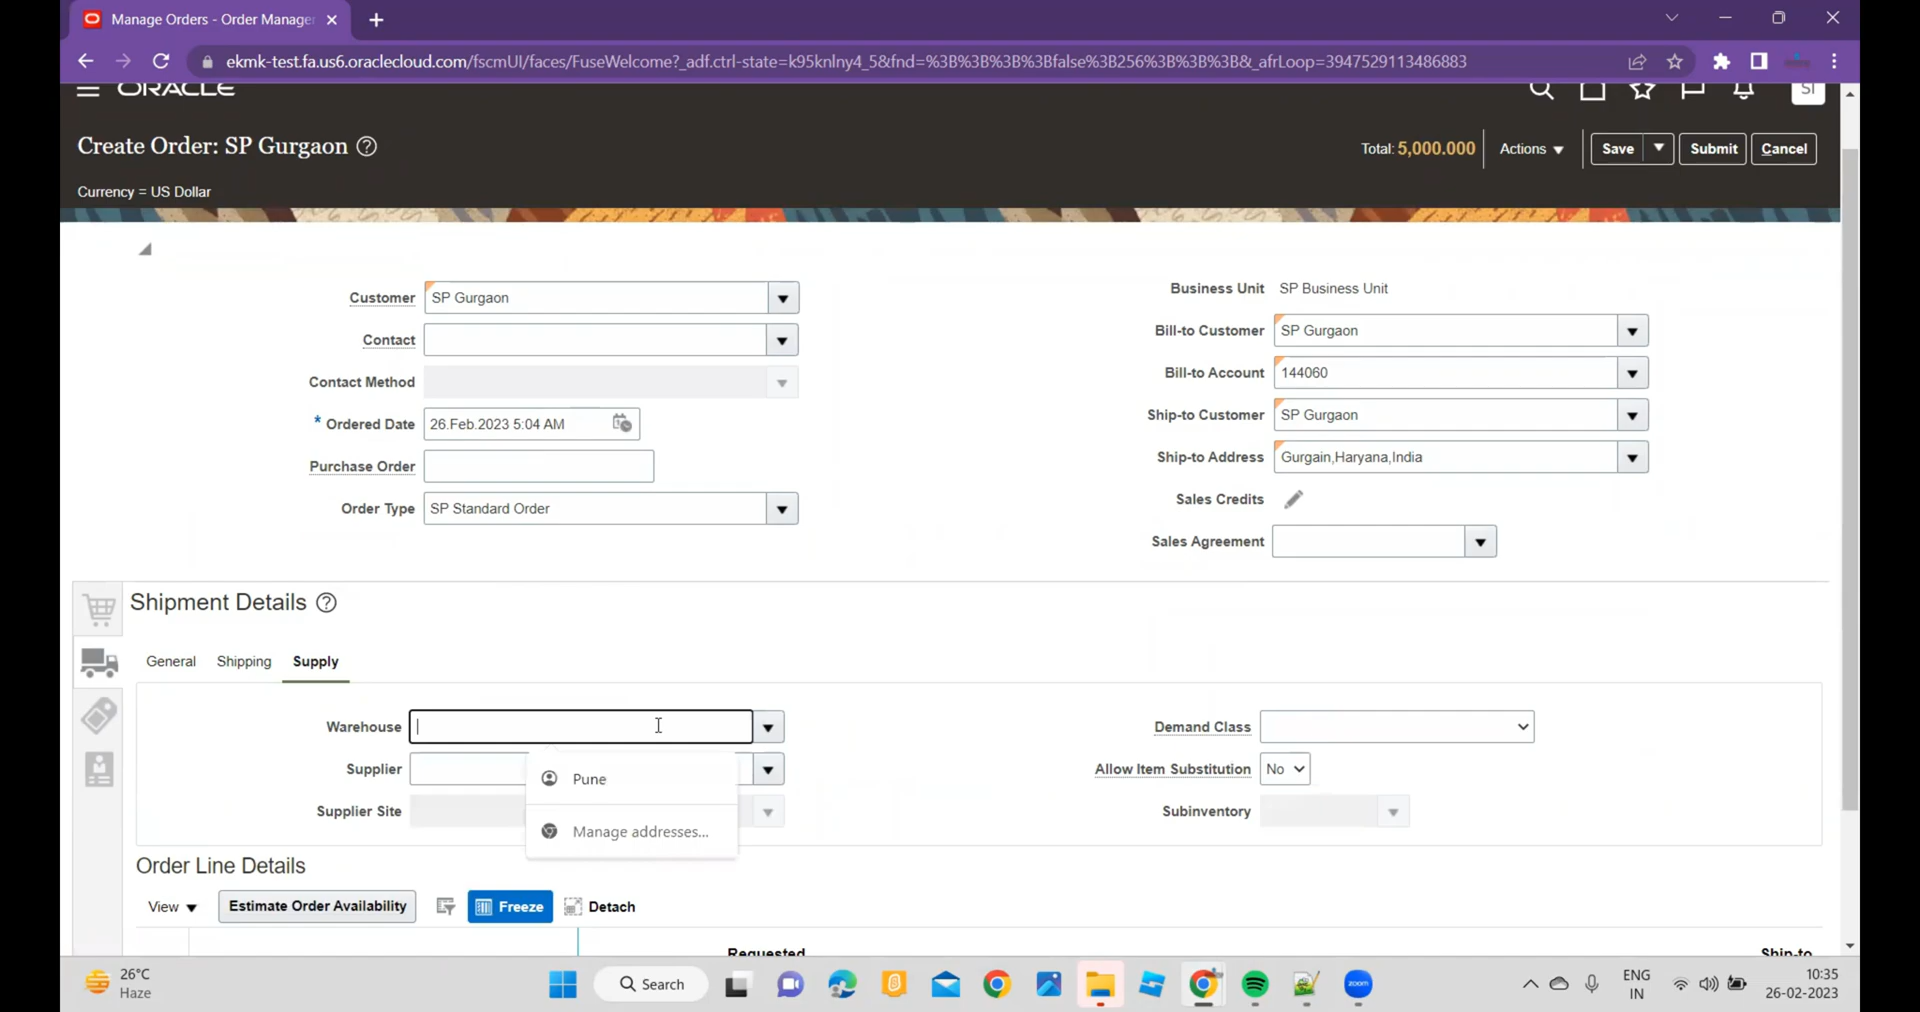 Manage Orders - Order Manage
ekmk-test.fa.us6.oraclecloud.com/fscmUI/faces/FuseWelcome?_adf.ctrl-state=k95knlny4_5&fnd=%3B%3B%3B%3Bfalse%3B256%3B%3B%3B&_afrLoop=3947529113486883
ORACLE
SI
Create Order: SP Gurgaon
Total: 5,000.000
Actions
Save
Submit
Cancel
Currency = US Dollar
Customer SP Gurgaon
Business Unit SP Business Unit
Contact
Bill-to Customer SP Gurgaon
Contact Method
Bill-to Account 144060
* Ordered Date 26.Feb.2023 5:04 AM
Ship-to Customer SP Gurgaon
Purchase Order
Ship-to Address Gurgain,Haryana,India
Order Type SP Standard Order
Sales Credits
Sales Agreement
Shipment Details
General Shipping Supply
Warehouse
Demand Class
Supplier
Pune
Allow Item Substitution No
Supplier Site
Manage addresses...
Subinventory
Order Line Details
View Estimate Order Availability Freeze Detach
Requested
Ship-to
26°C
Haze
Search
zoom
ENG
IN
10:35
26-02-2023